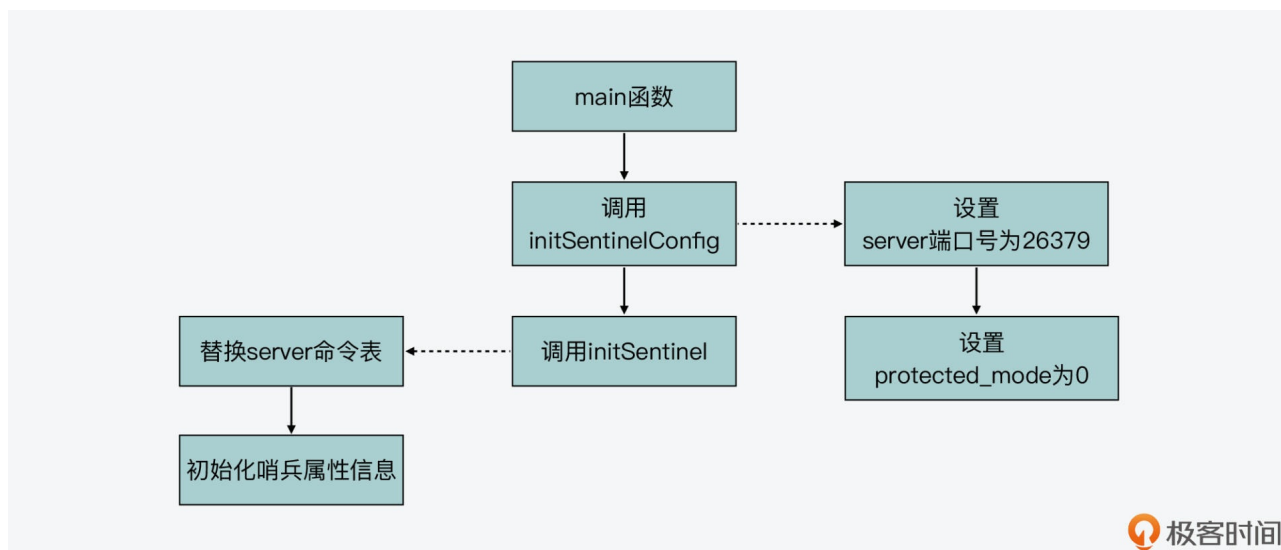 main函数
调用
initSentinelConfig
设置
server端口号为26379
替换server命令表
调用initSentinel
设置
protected_mode为0
初始化哨兵属性信息
极客时间